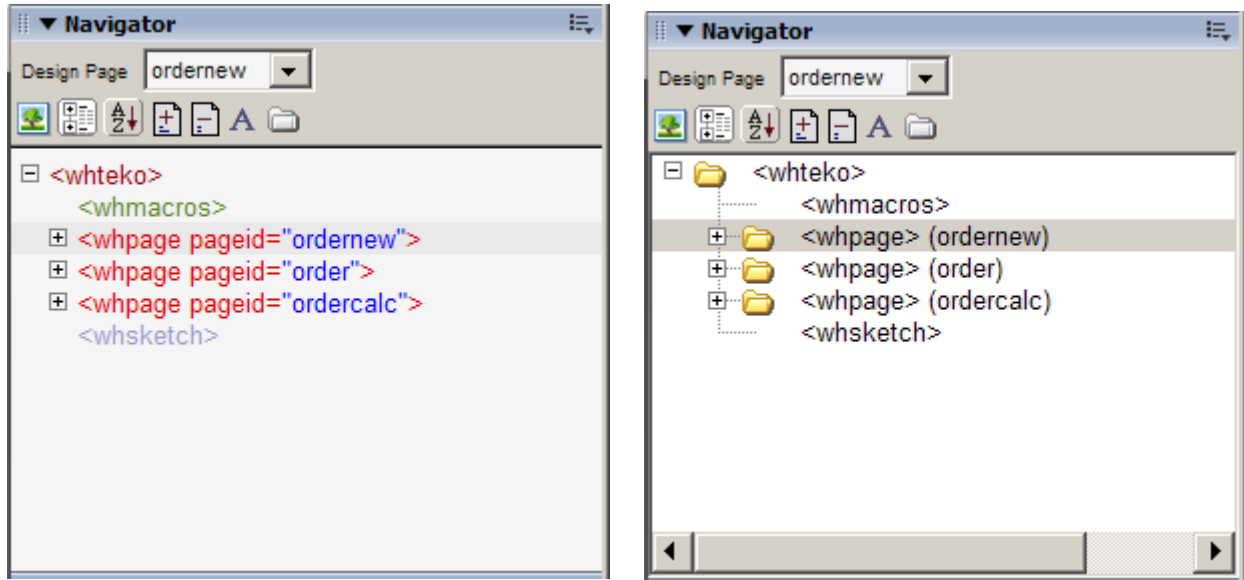 Navigator
Design Page ordernew
A
Z
A
<whteko>
<whmacros>
<whpage pageid="ordernew">
<whpage pageid="order">
<whpage pageid="ordercalc">
<whsketch>
Navigator
Design Page ordernew
A
Z
A
<whteko>
<whmacros>
<whpage> (ordernew)
<whpage> (order)
<whpage> (ordercalc)
<whsketch>